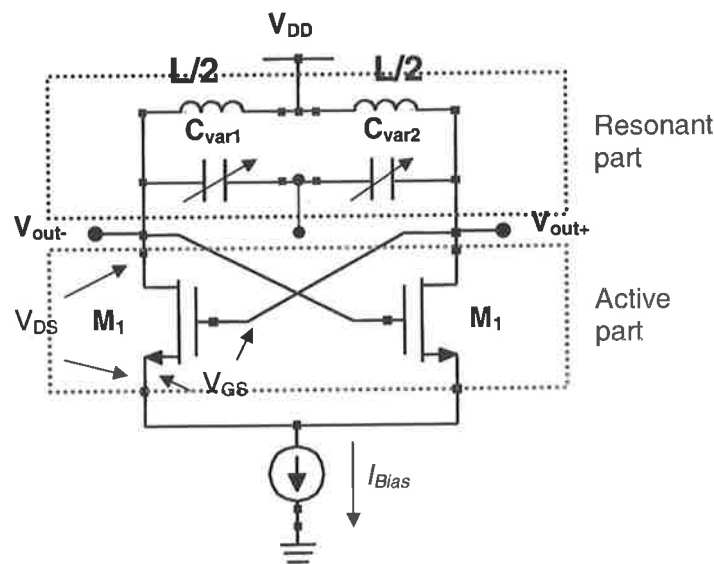 VDD
L/2
L/2
Cvar1
Cvar2
Resonant
part
Vout-
Vout+
VDS
M1
M1
Active
part
VGS
IBias